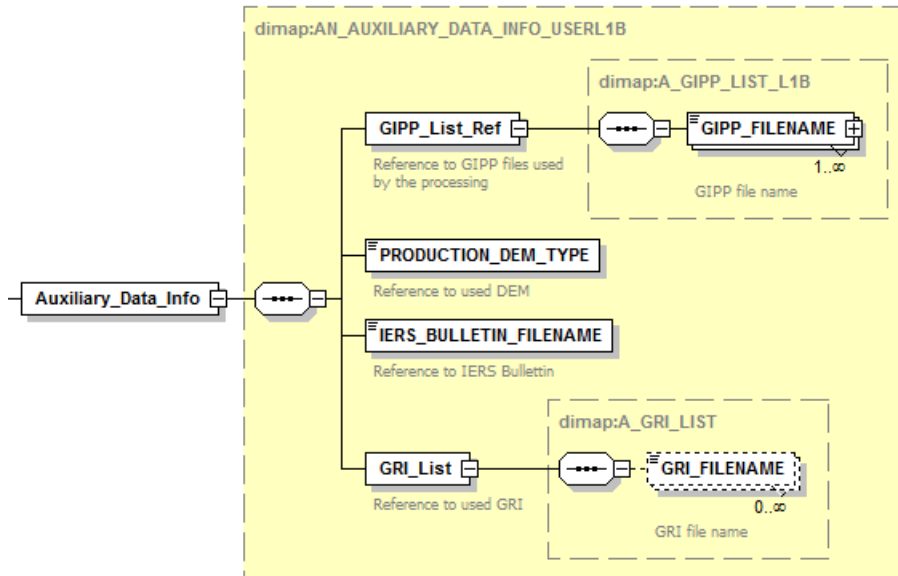 dimap:AN_AUXILIARY_DATA_INFO_USERL1B
dimap:A_GIPP_LIST_L1B
GIPP_List_Ref
GIPP_FILENAME
Reference to GIPP files used
by the processing
1..∞
GIPP file name
PRODUCTION_DEM_TYPE
Reference to used DEM
Auxiliary_Data_Info
IERS_BULLETIN_FILENAME
Reference to IERS Bullettin
dimap:A_GRI_LIST
GRI_List
GRI_FILENAME
Reference to used GRI
0..∞
GRI file name